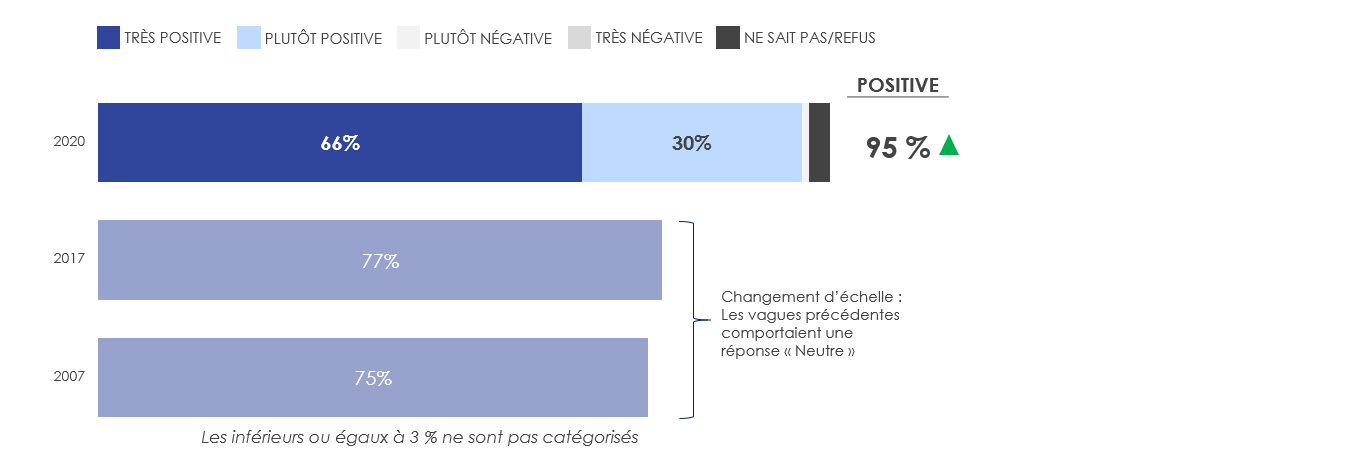 TRÈS POSITIVE PLUTÔT POSITIVE PLUTÔT NÉGATIVE TRÈS NÉGATIVE NE SAIT PAS/REFUS
POSITIVE
2020 66% 30% 95 %
2017 77%
Changement d'échelle :
Les vagues précédentes
comportaient une
réponse « Neutre »
2007 75%
Les inférieurs ou égaux à 3 % ne sont pas catégorisés